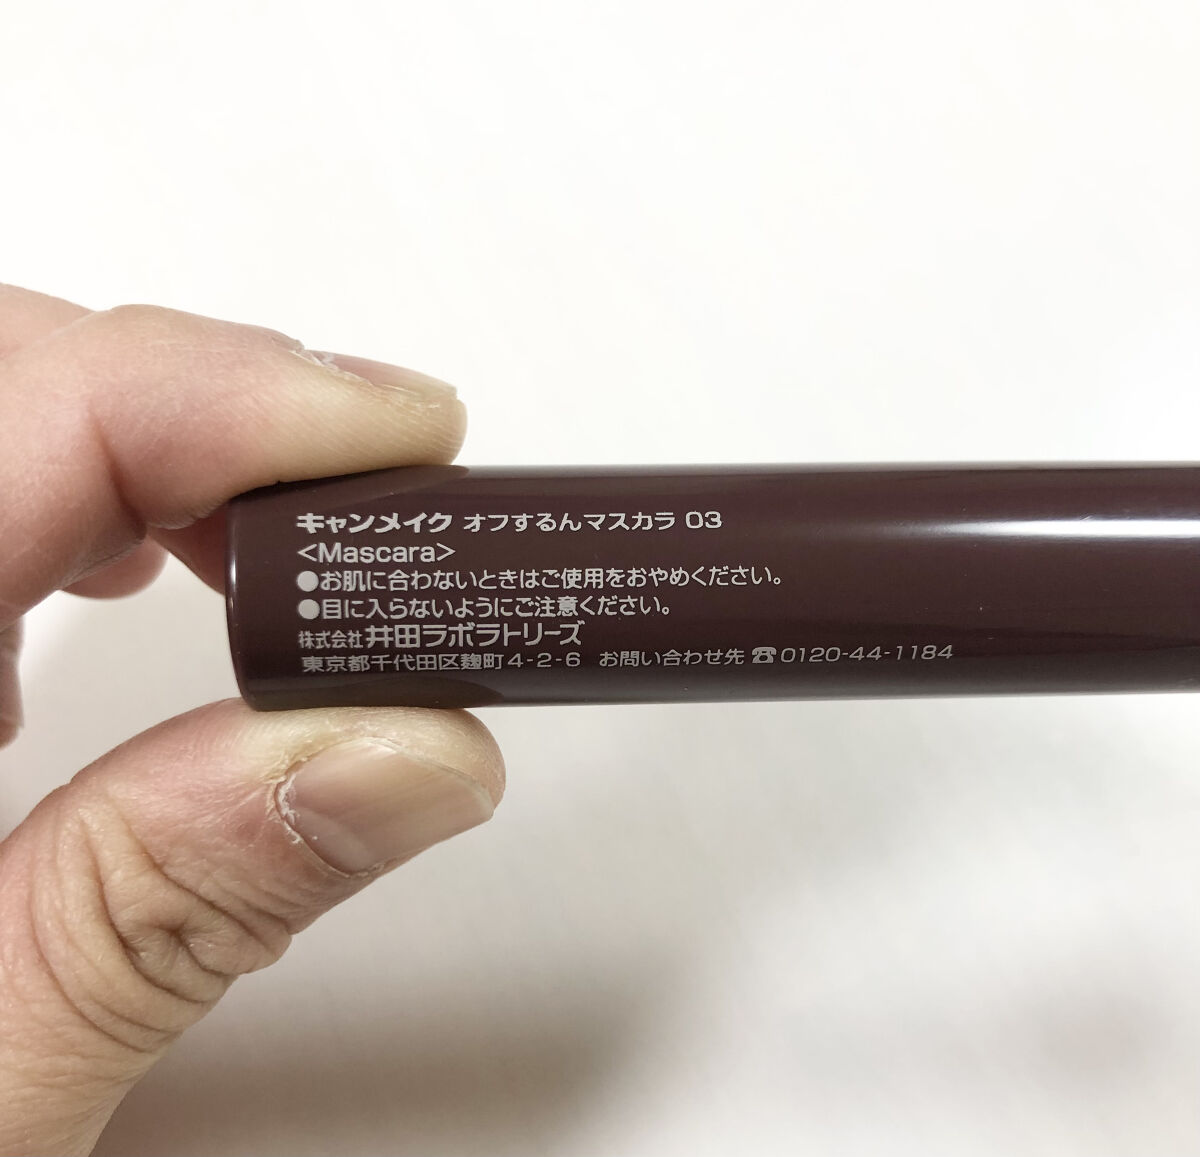 キャンメイク オフするんマスカラ 03
<Mascara>
●お肌に合わないときはご使用をおやめください。
●目に入らないようにご注意ください。
株式会社 井田ラボラトリーズ
東京都千代田区麹町4-2-6 お問い合わせ先 ☎0120-44-1184